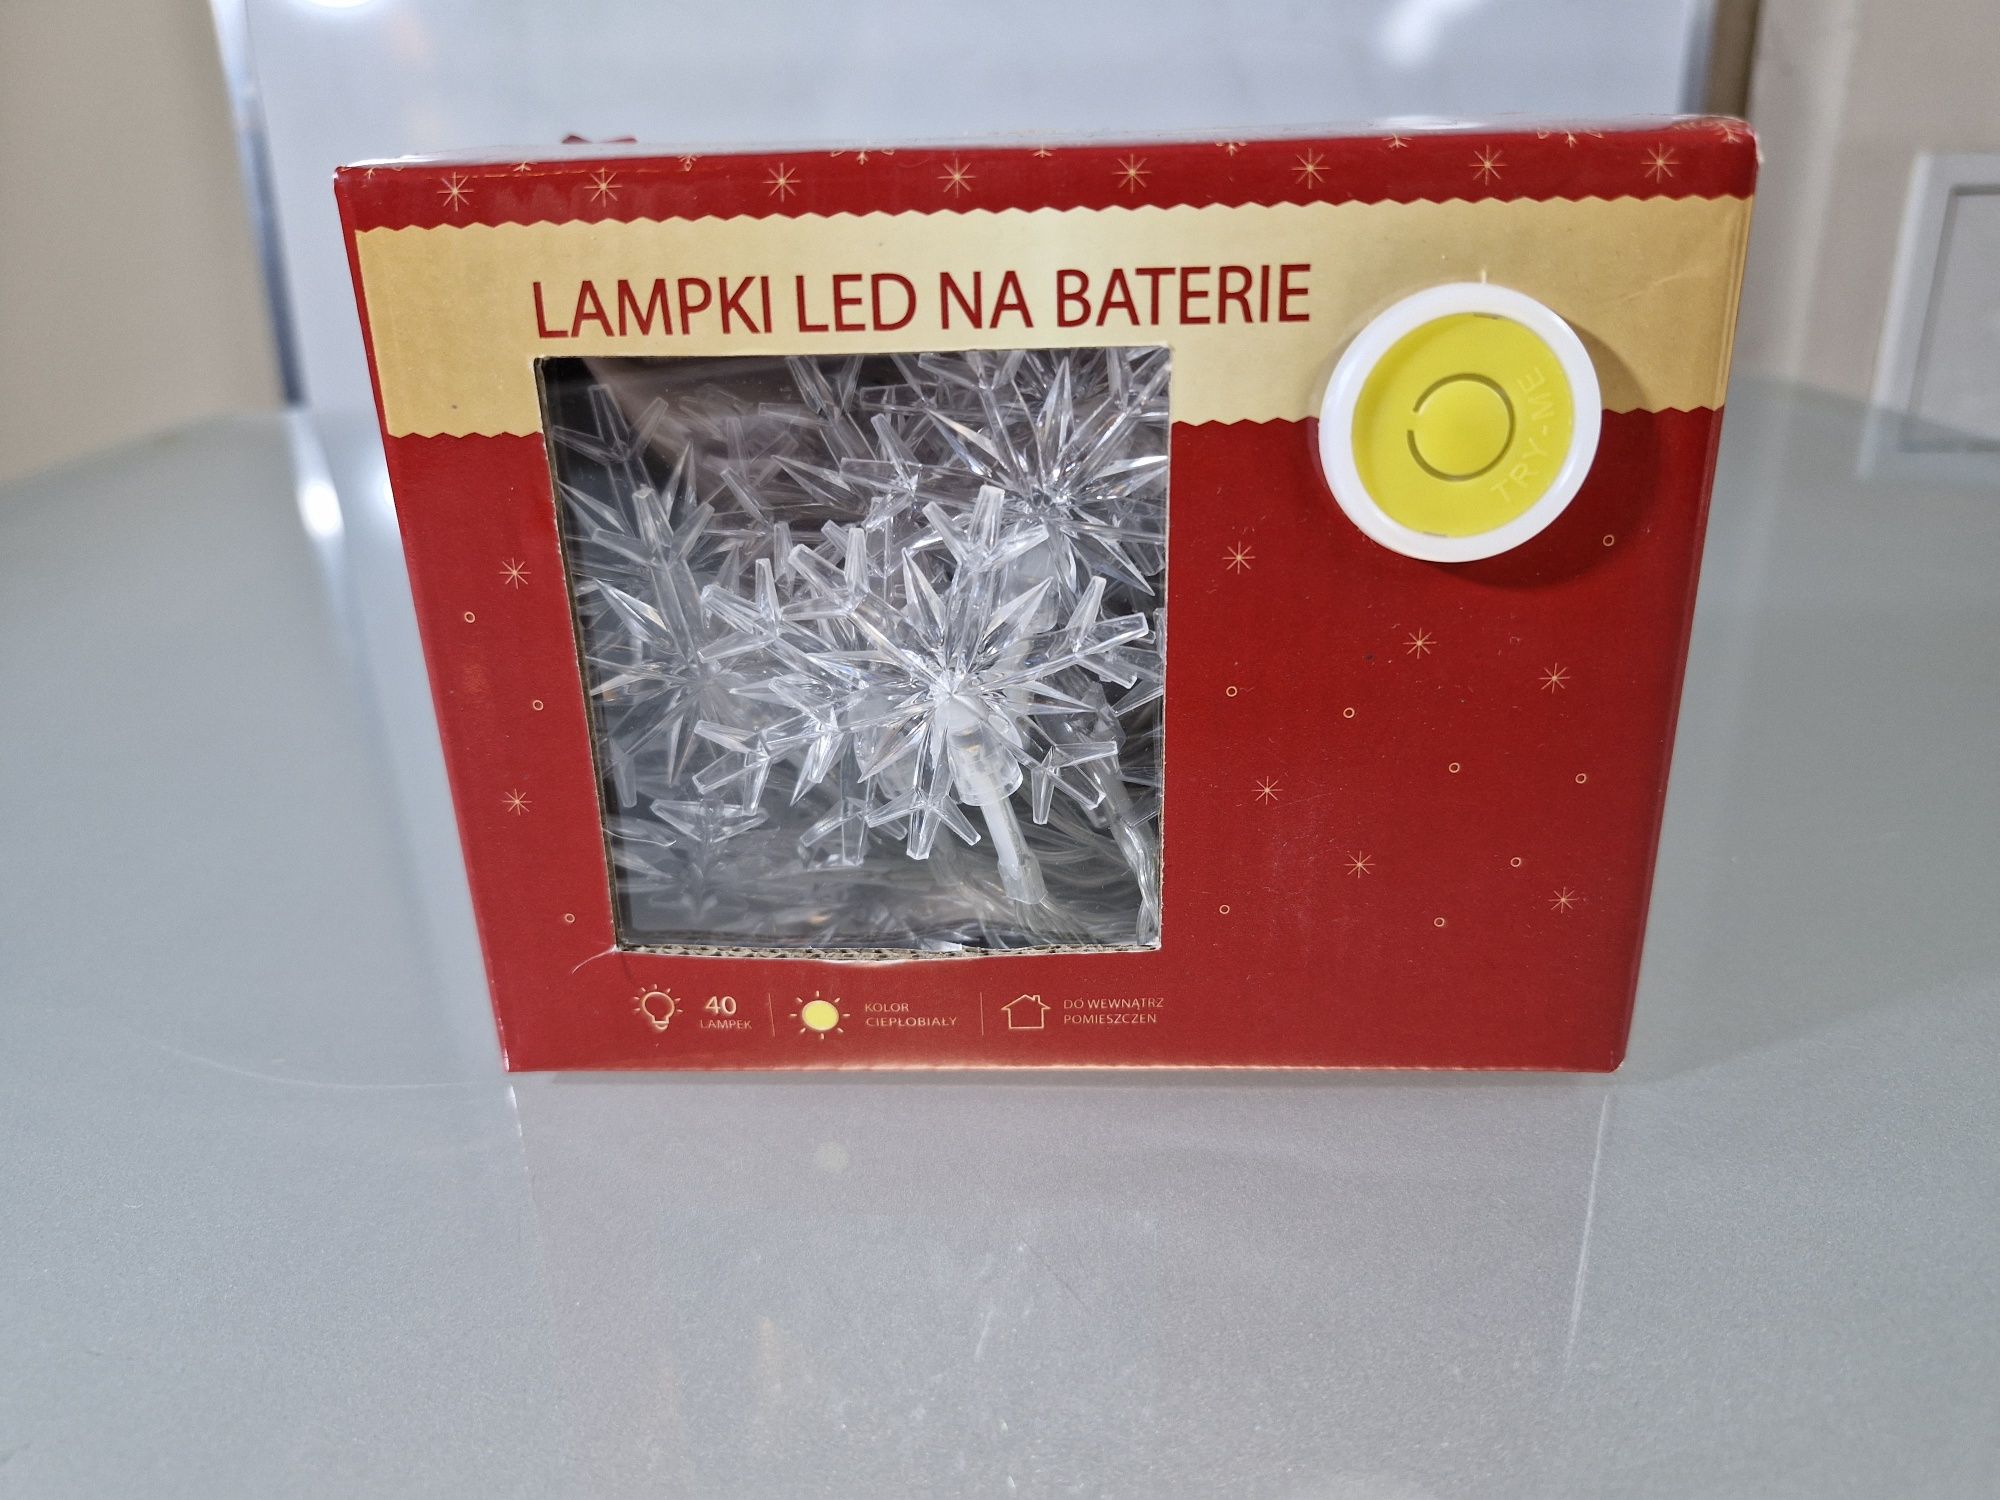 LAMPKI LED NA BATERIE
TRY-ME
40
LAMPEK
KOLOR
CIEPŁOBIAŁY
DO WEWNĄTRZ
POMIESZCZEŃ